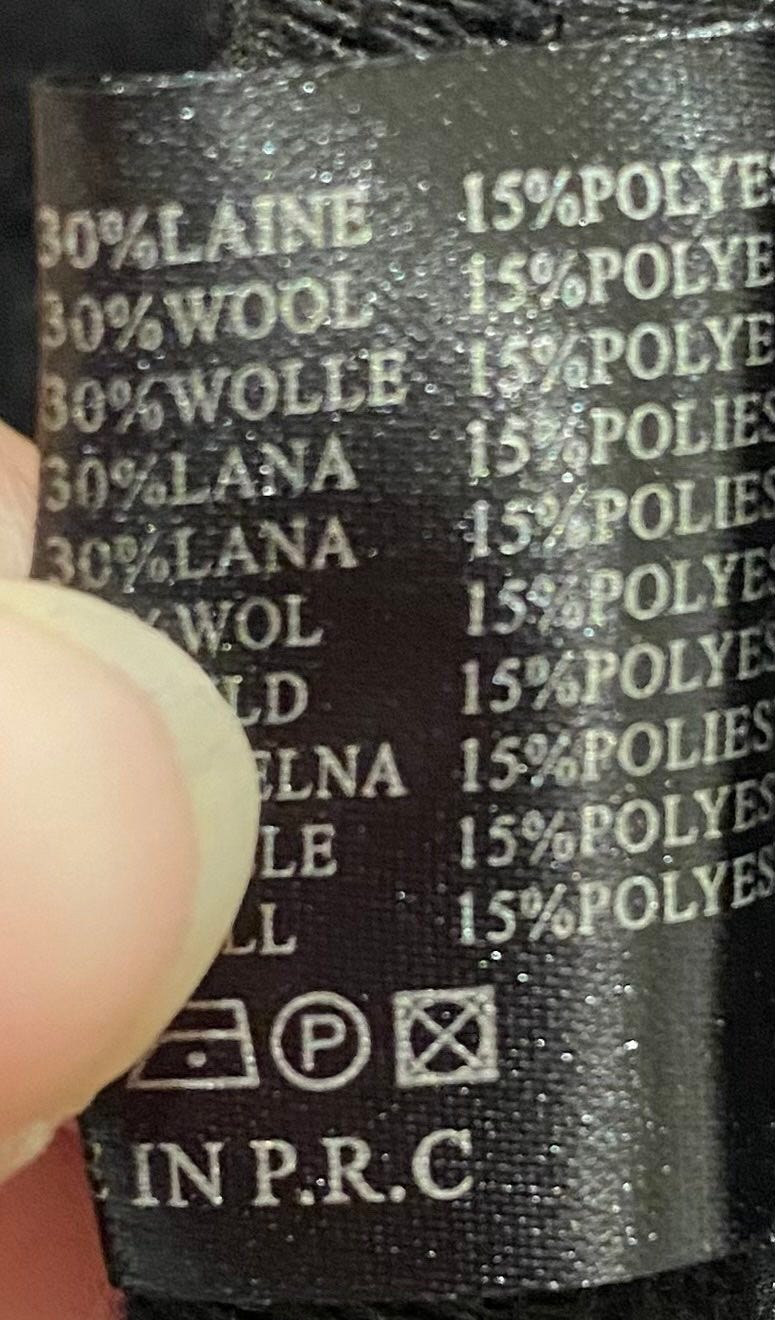 30%LAINE 15%POLYES
30%WOOL 15%POLYE
30%WOLLE 15%POLYE
30%LANA 15%POLIES
30%LANA 15%POLIES
%WOL 15%POLYES
LD 15%POLYES
ELNA 15%POLIES
LE 15%POLYES
LL 15%POLYES
P
IN P.R.C